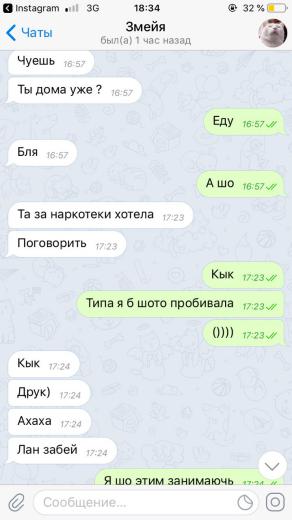 Instagram 3G 18:34 32 %
Чаты
Змейя
был(а) 1 час назад
Чуешь 16:57
Ты дома уже ? 16:57
Еду 16:57
Бля 16:57
А шо 16:57
Та за наркотеки хотела 17:23
Поговорить 17:23
Кык 17:23
Типа я б шото пробивала 17:23
())))  17:23
Кык 17:24
Друк) 17:24
Ахаха 17:24
Лан забей 17:24
Я шо этим занимаючь 17:24
Сообщение...